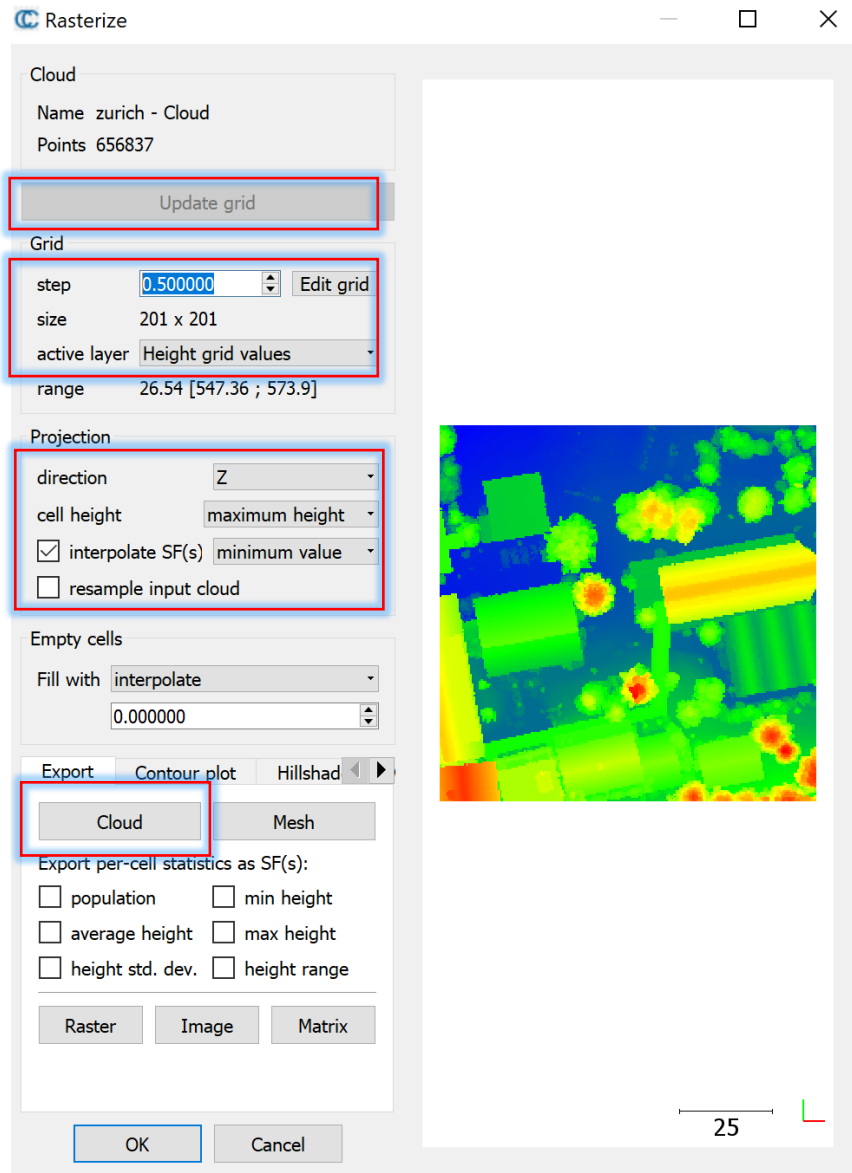 Rasterize
Cloud
Name zurich - Cloud
Points 656837
Update grid
Grid
step 0.500000 Edit grid
size 201 x 201
active layer Height grid values
range 26.54 [547.36 ; 573.9]
Projection
direction Z
cell height maximum height
interpolate SF(s) minimum value
resample input cloud
Empty cells
Fill with interpolate
0.000000
Export Contour plot Hillshad
Cloud Mesh
Export per-cell statistics as SF(s):
population min height
average height max height
height std. dev. height range
Raster Image Matrix
25
OK Cancel